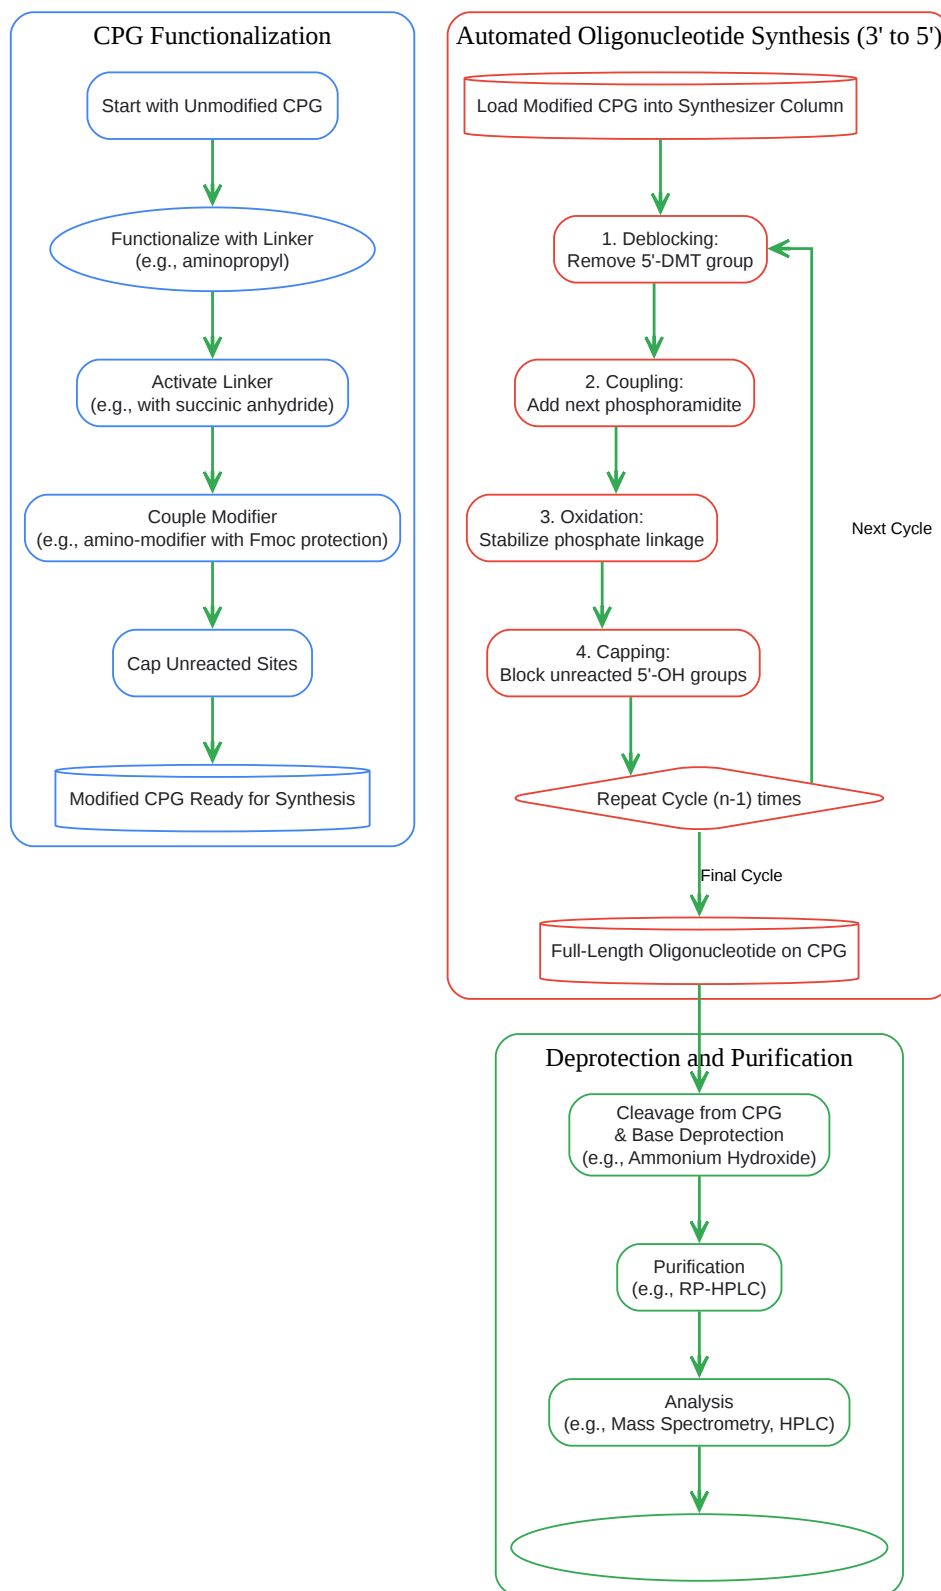 CPG Functionalization
Start with Unmodified CPG
Functionalize with Linker
(e.g., aminopropyl)
Activate Linker
(e.g., with succinic anhydride)
Couple Modifier
(e.g., amino-modifier with Fmoc protection)
Cap Unreacted Sites
Modified CPG Ready for Synthesis
Automated Oligonucleotide Synthesis (3' to 5')
Load Modified CPG into Synthesizer Column
1. Deblocking:
Remove 5'-DMT group
2. Coupling:
Add next phosphoramidite
3. Oxidation:
Stabilize phosphate linkage
Next Cycle
4. Capping:
Block unreacted 5'-OH groups
Repeat Cycle (n-1) times
Final Cycle
Full-Length Oligonucleotide on CPG
Deprotection and Purification
Cleavage from CPG
& Base Deprotection
(e.g., Ammonium Hydroxide)
Purification
(e.g., RP-HPLC)
Analysis
(e.g., Mass Spectrometry, HPLC)